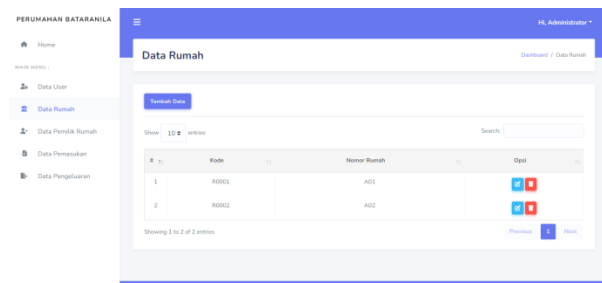 PERUMAHAN BATARANILA
Home
MAIN MENU :
Data User
Data Rumah
Data Pemilik Rumah
Data Pemasukan
Data Pengeluaran
Hi, Administrator
Data Rumah
Dashboard / Data Rumah
Tambah Data
Show 10 entries
Search:
# Kode Nomor Rumah Opsi
1 R0001 A01
2 R0002 A02
Showing 1 to 2 of 2 entries
Previous 1 Next